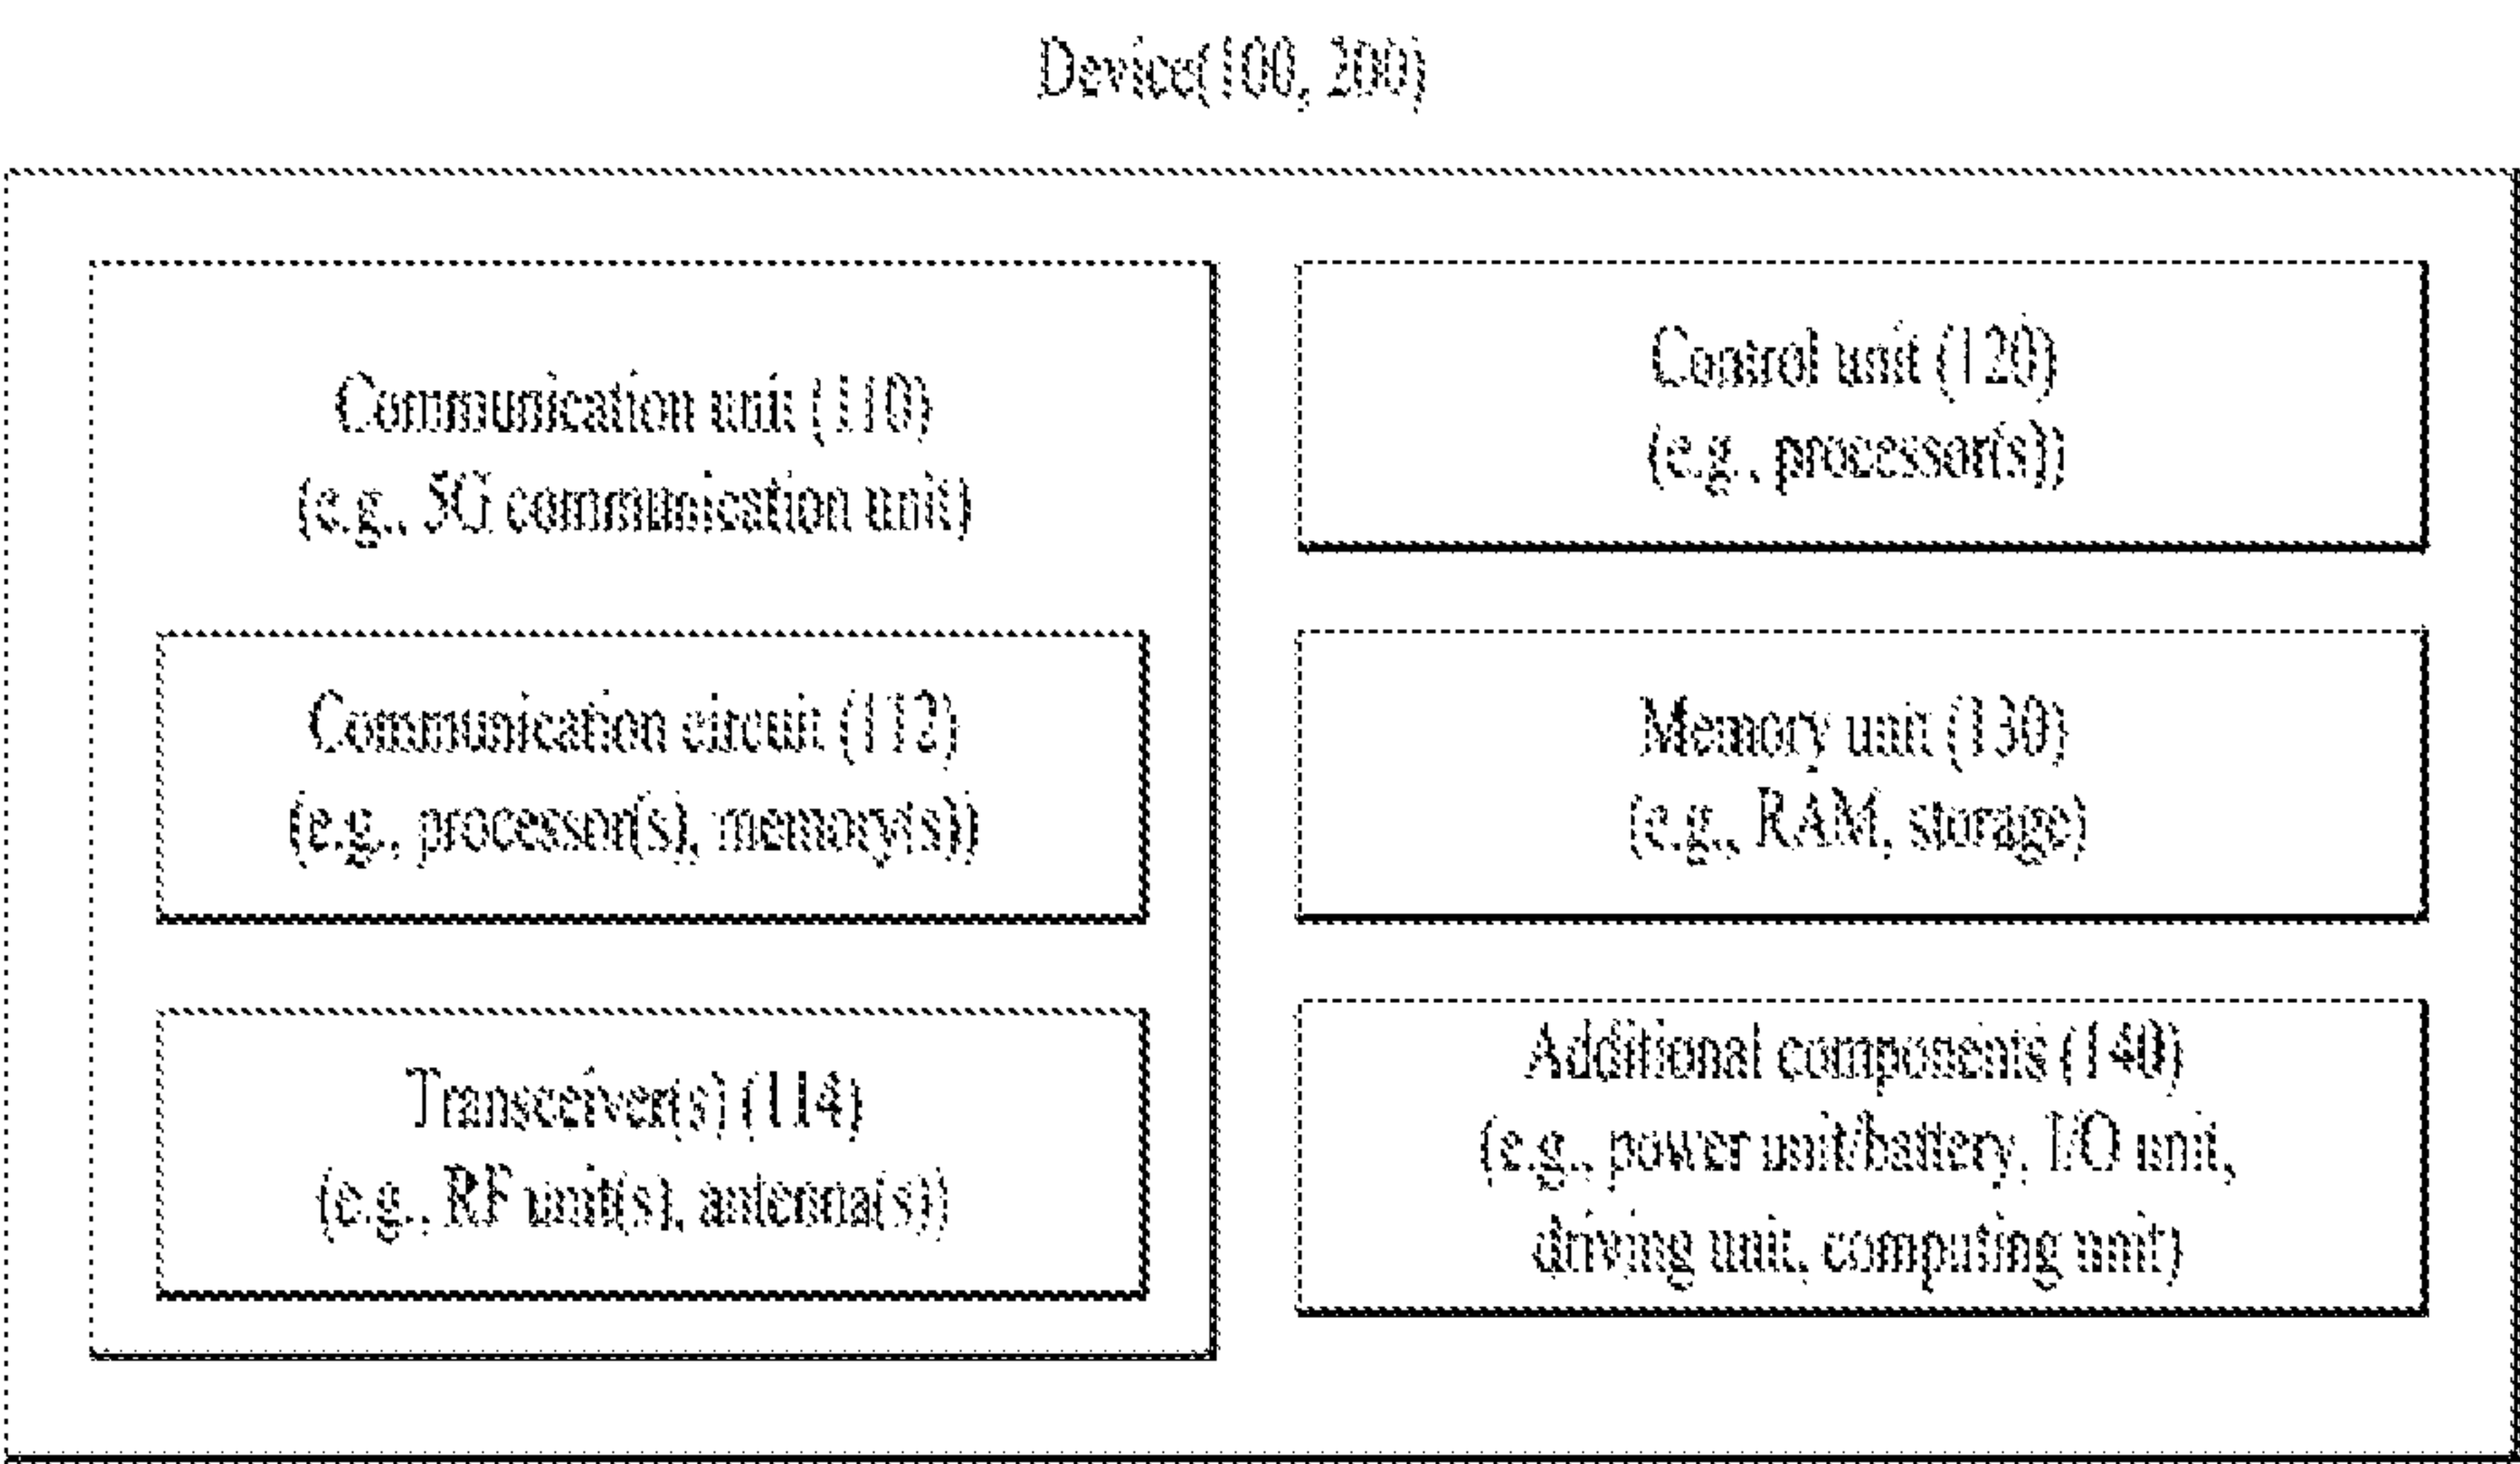 Device(100, 200)
Communication unit (110)
(e.g., 5G communication unit)
Communication circuit (112)
(e.g., processor(s), memory(s))
Transceiver(s) (114)
(e.g., RF unit(s), antenna(s))
Control unit (120)
(e.g., processor(s))
Memory unit (130)
(e.g., RAM, storage)
Additional components (140)
(e.g., power unit/battery, I/O unit,
driving unit, computing unit)